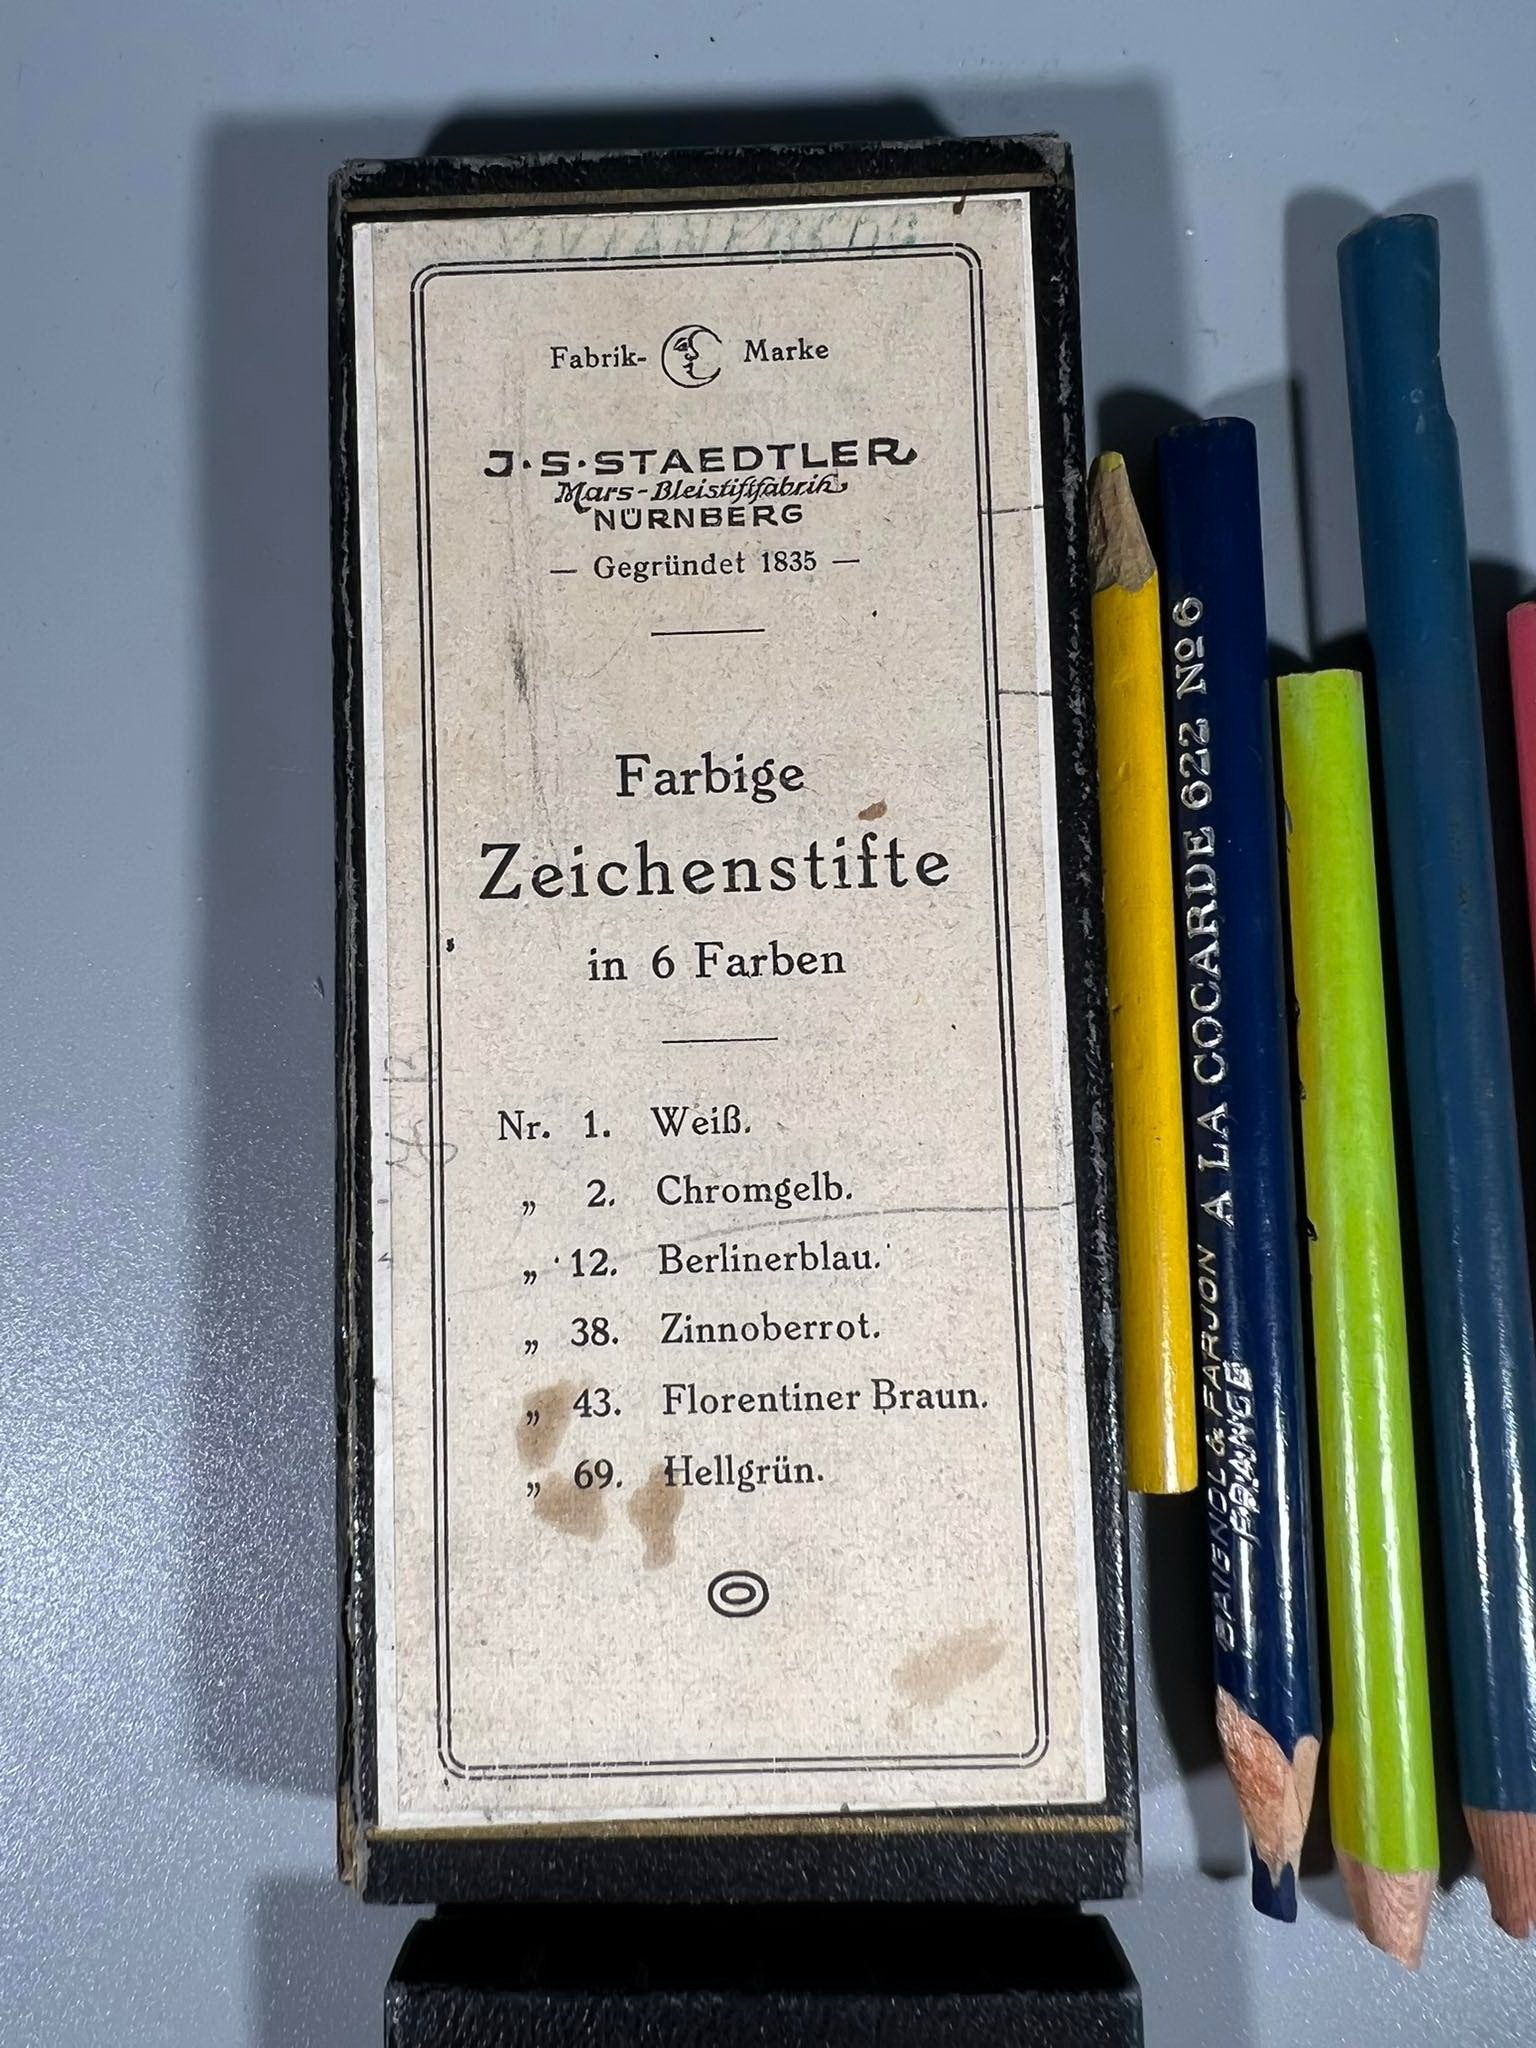 Fabrik- Marke
J·S·STAEDTLER
Mars-Bleistiftfabrik
NÜRNBERG
— Gegründet 1835 —
Farbige
Zeichenstifte
in 6 Farben
Nr. 1. Weiß.
„ 2. Chromgelb.
„ 12. Berlinerblau.
„ 38. Zinnoberrot.
„ 43. Florentiner Braun.
„ 69. Hellgrün.
BAIGNOL & FARJON A LA COCARDE 622 No 6
FRANCE